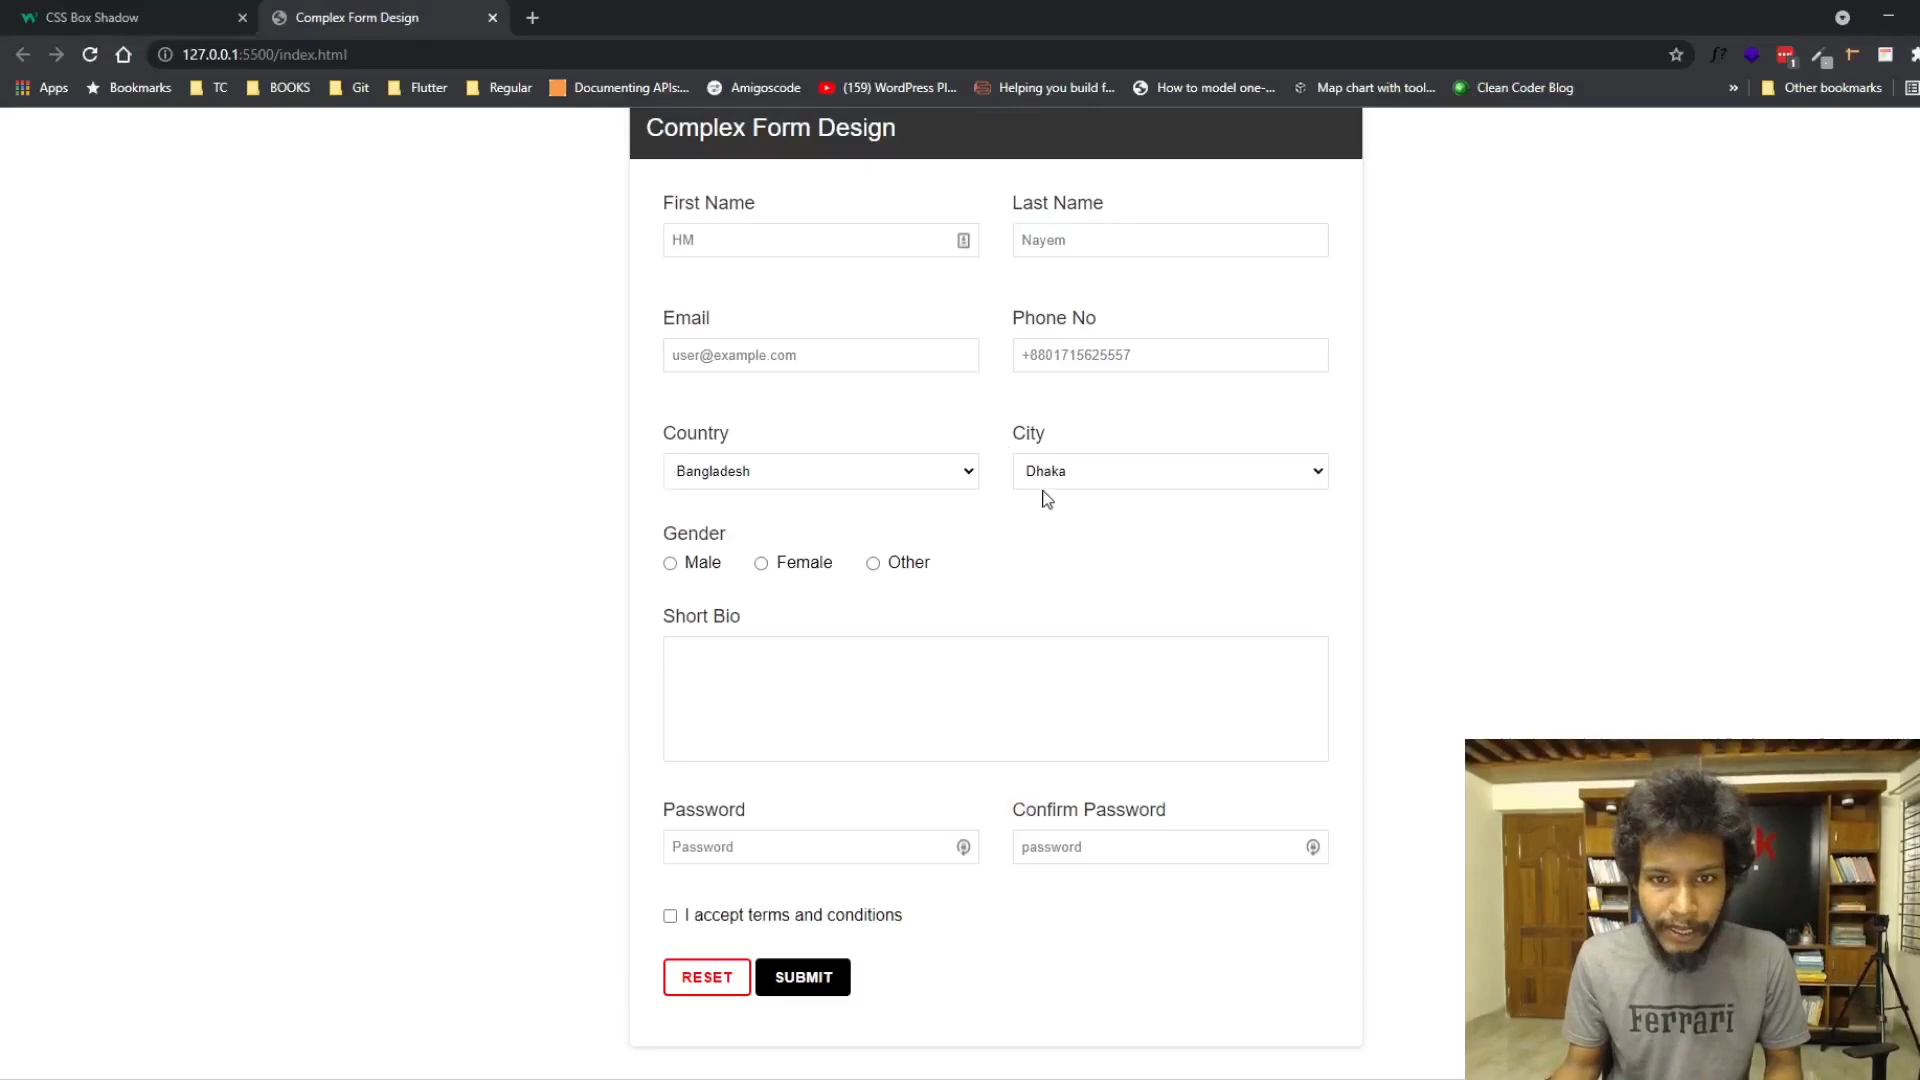 CSS Box Shadow
Complex Form Design
127.0.0.1:5500/index.html
Apps
Bookmarks
TC
BOOKS
Git
Flutter
Regular
Documenting APIs:...
Amigoscode
(159) WordPress Pl...
Helping you build f...
How to model one-...
Map chart with tool...
Clean Coder Blog
»
Other bookmarks
Complex Form Design
First Name
Last Name
HM
Nayem
Email
Phone No
user@example.com
+8801715625557
Country
City
Bangladesh
Dhaka
Gender
Male
Female
Other
Short Bio
Password
Confirm Password
Password
password
I accept terms and conditions
RESET
SUBMIT
k
Ferrari